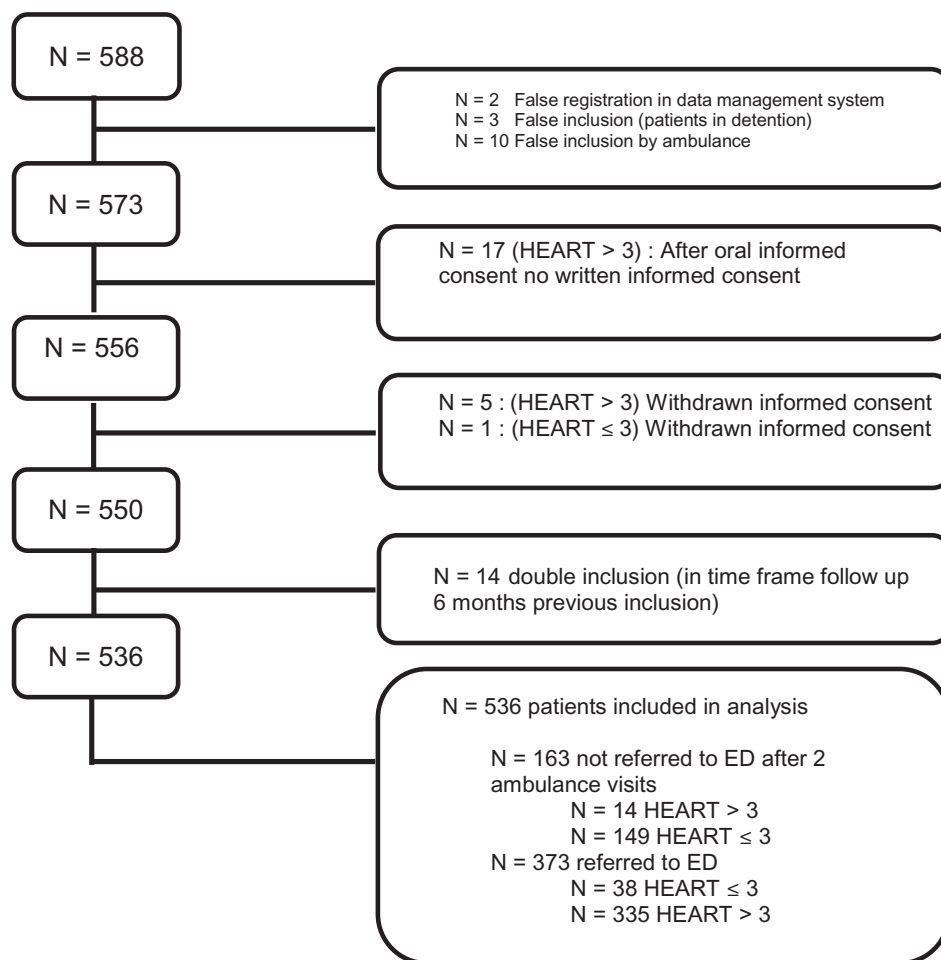 N = 588
N = 2 False registration in data management system
N = 3 False inclusion (patients in detention)
N = 10 False inclusion by ambulance
N = 573
N = 17 (HEART > 3) : After oral informed
consent no written informed consent
N = 556
N = 5 : (HEART > 3) Withdrawn informed consent
N = 1 : (HEART ≤ 3) Withdrawn informed consent
N = 550
N = 14 double inclusion (in time frame follow up
6 months previous inclusion)
N = 536
N = 536 patients included in analysis
N = 163 not referred to ED after 2
ambulance visits
N = 14 HEART > 3
N = 149 HEART ≤ 3
N = 373 referred to ED
N = 38 HEART ≤ 3
N = 335 HEART > 3